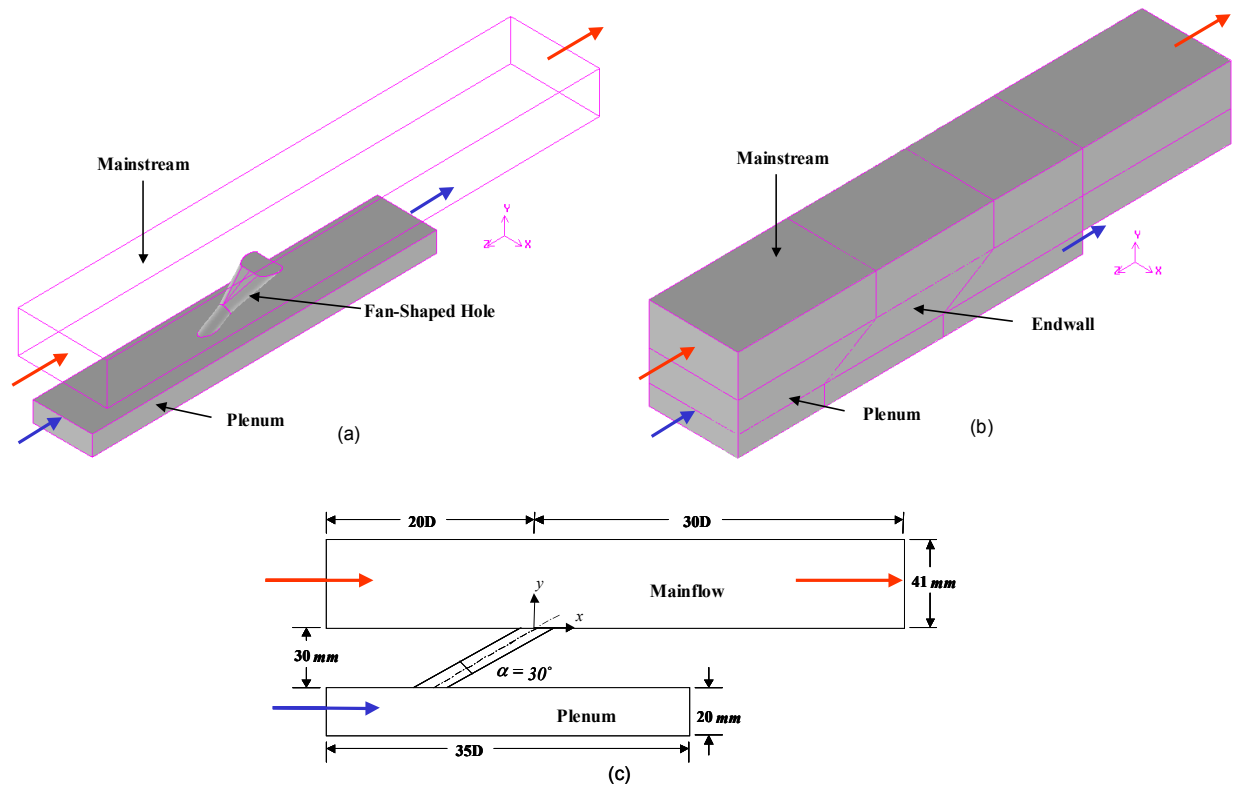 Mainstream
Y
Z
X
Fan-Shaped Hole
Plenum
(a)
Mainstream
Y
Z
X
Endwall
Plenum
(b)
20D
30D
Mainflow
41 mm
y
x
30 mm
α = 30°
Plenum
20 mm
35D
(c)